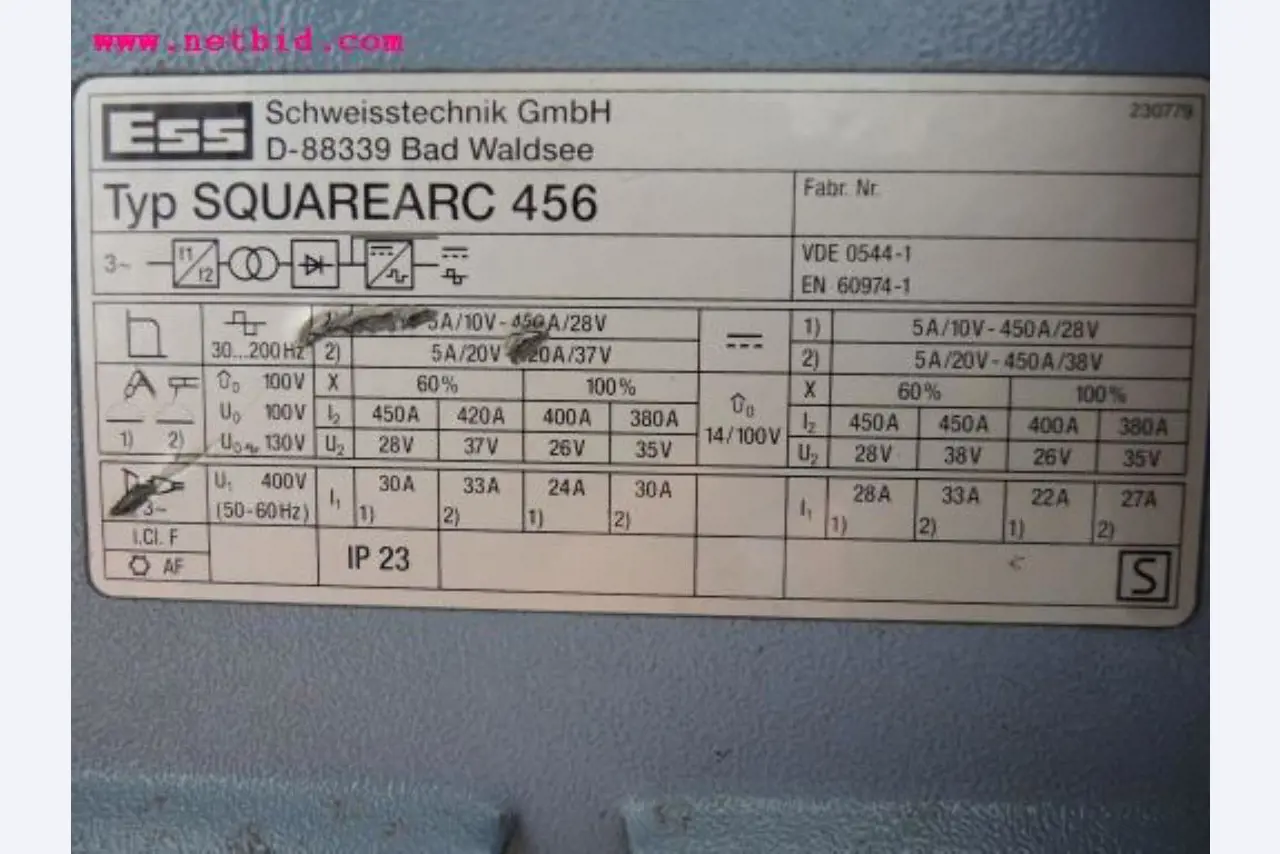 www.netbid.com
ESS Schweisstechnik GmbH 230779
D-88339 Bad Waldsee
Typ SQUAREARC 456 Fabr. Nr.
3~ I1 I2 VDE 0544-1
EN 60974-1
5A/10V-450A/28V 1) 5A/10V-450A/28V
30...200Hz 2) 5A/20V 20A/37V 2) 5A/20V-450A/38V
Û0 100V X 60% 100% Û0 X 60% 100%
U0 100V I2 450A 420A 400A 380A 14/100V I2 450A 450A 400A 380A
1) 2) U0 130V U2 28V 37V 26V 35V U2 28V 38V 26V 35V
3~ U1 400V I1 30A 33A 24A 30A I1 28A 33A 22A 27A
(50-60Hz) 1) 2) 1) 2) 1) 2) 1) 2)
I.Cl. F
AF IP 23 S